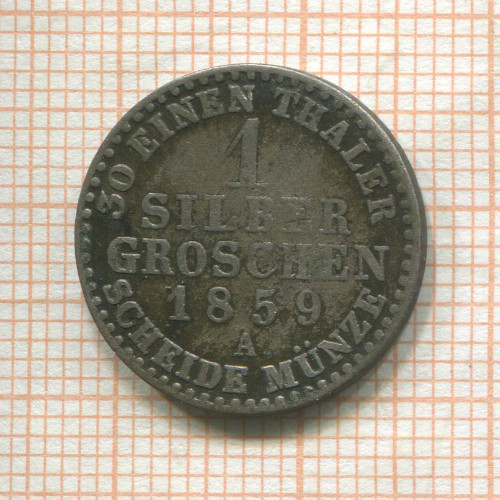 30 EINEN THALER
1
SILBER
GROSCHEN
1859
A
SCHEIDE MÜNZE